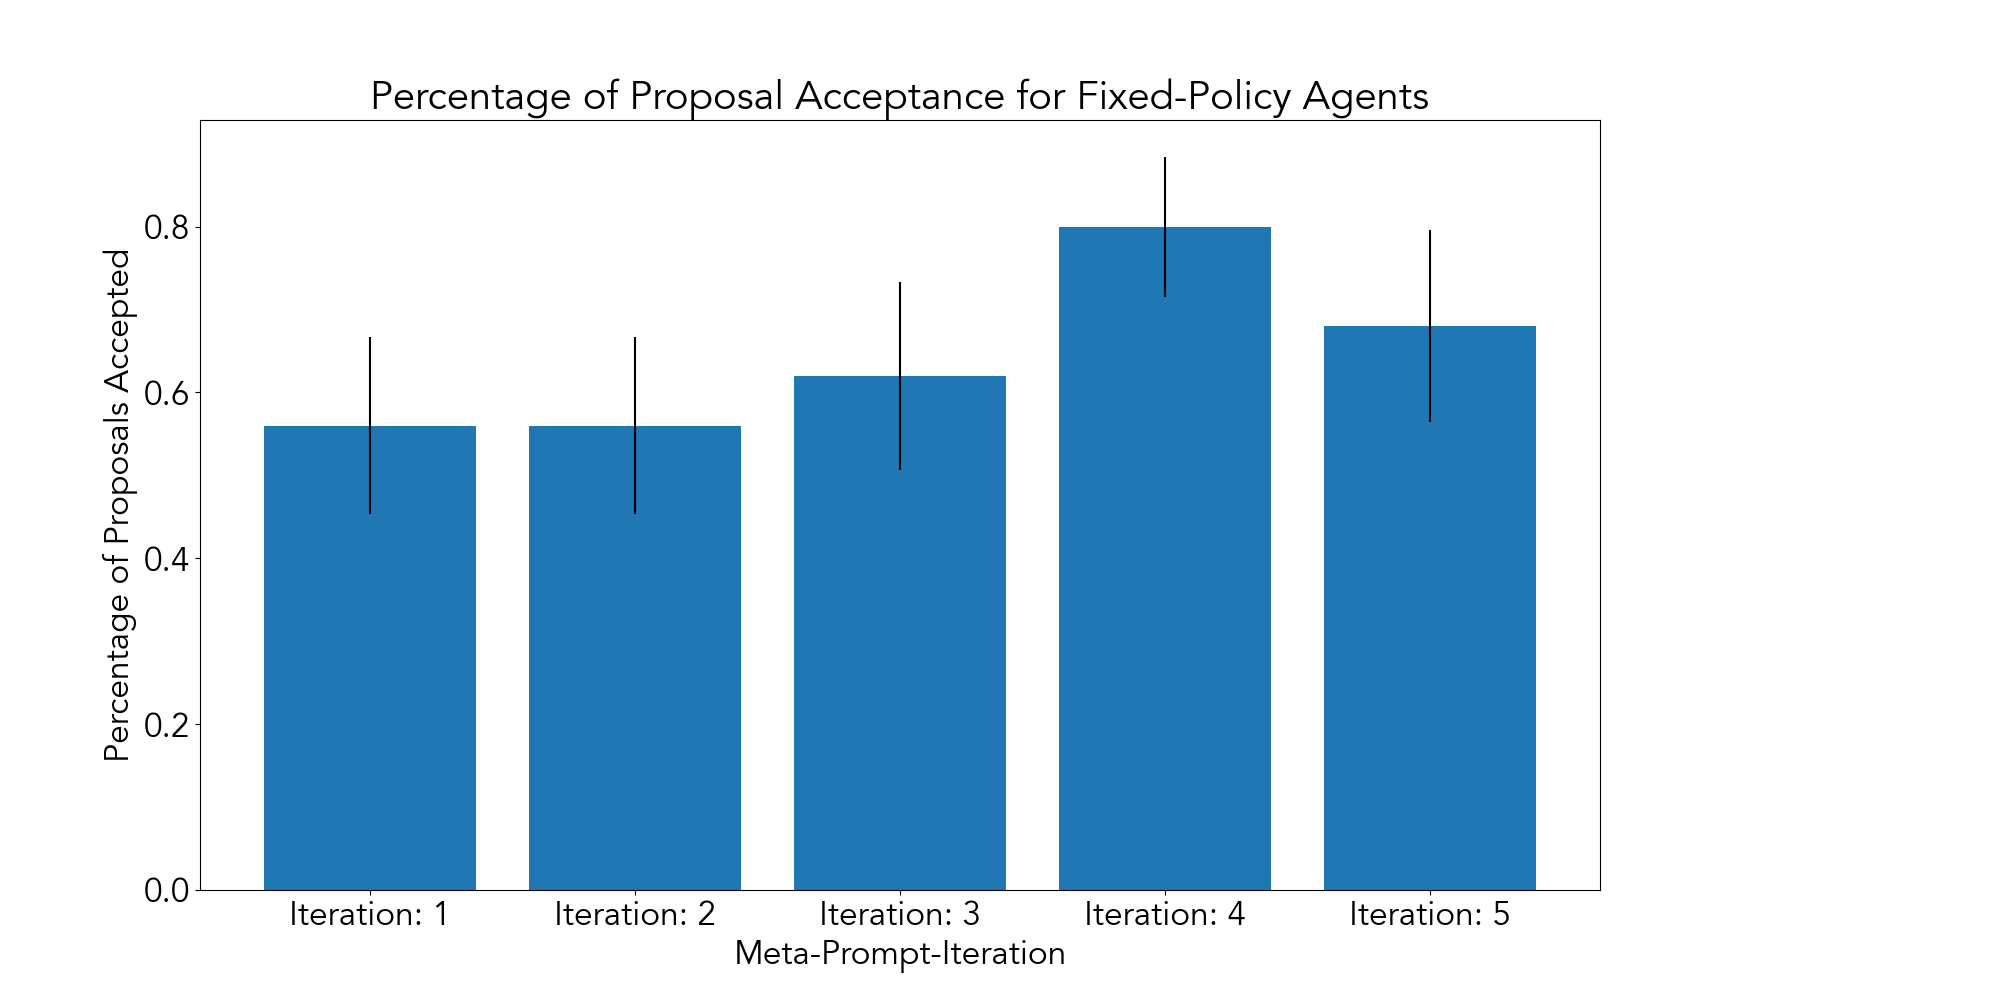 Percentage of Proposal Acceptance for Fixed-Policy Agents
Percentage of Proposals Accepted
0.8
0.6
0.4
0.2
0.0
Iteration: 1
Iteration: 2
Iteration: 3
Iteration: 4
Iteration: 5
Meta-Prompt-Iteration